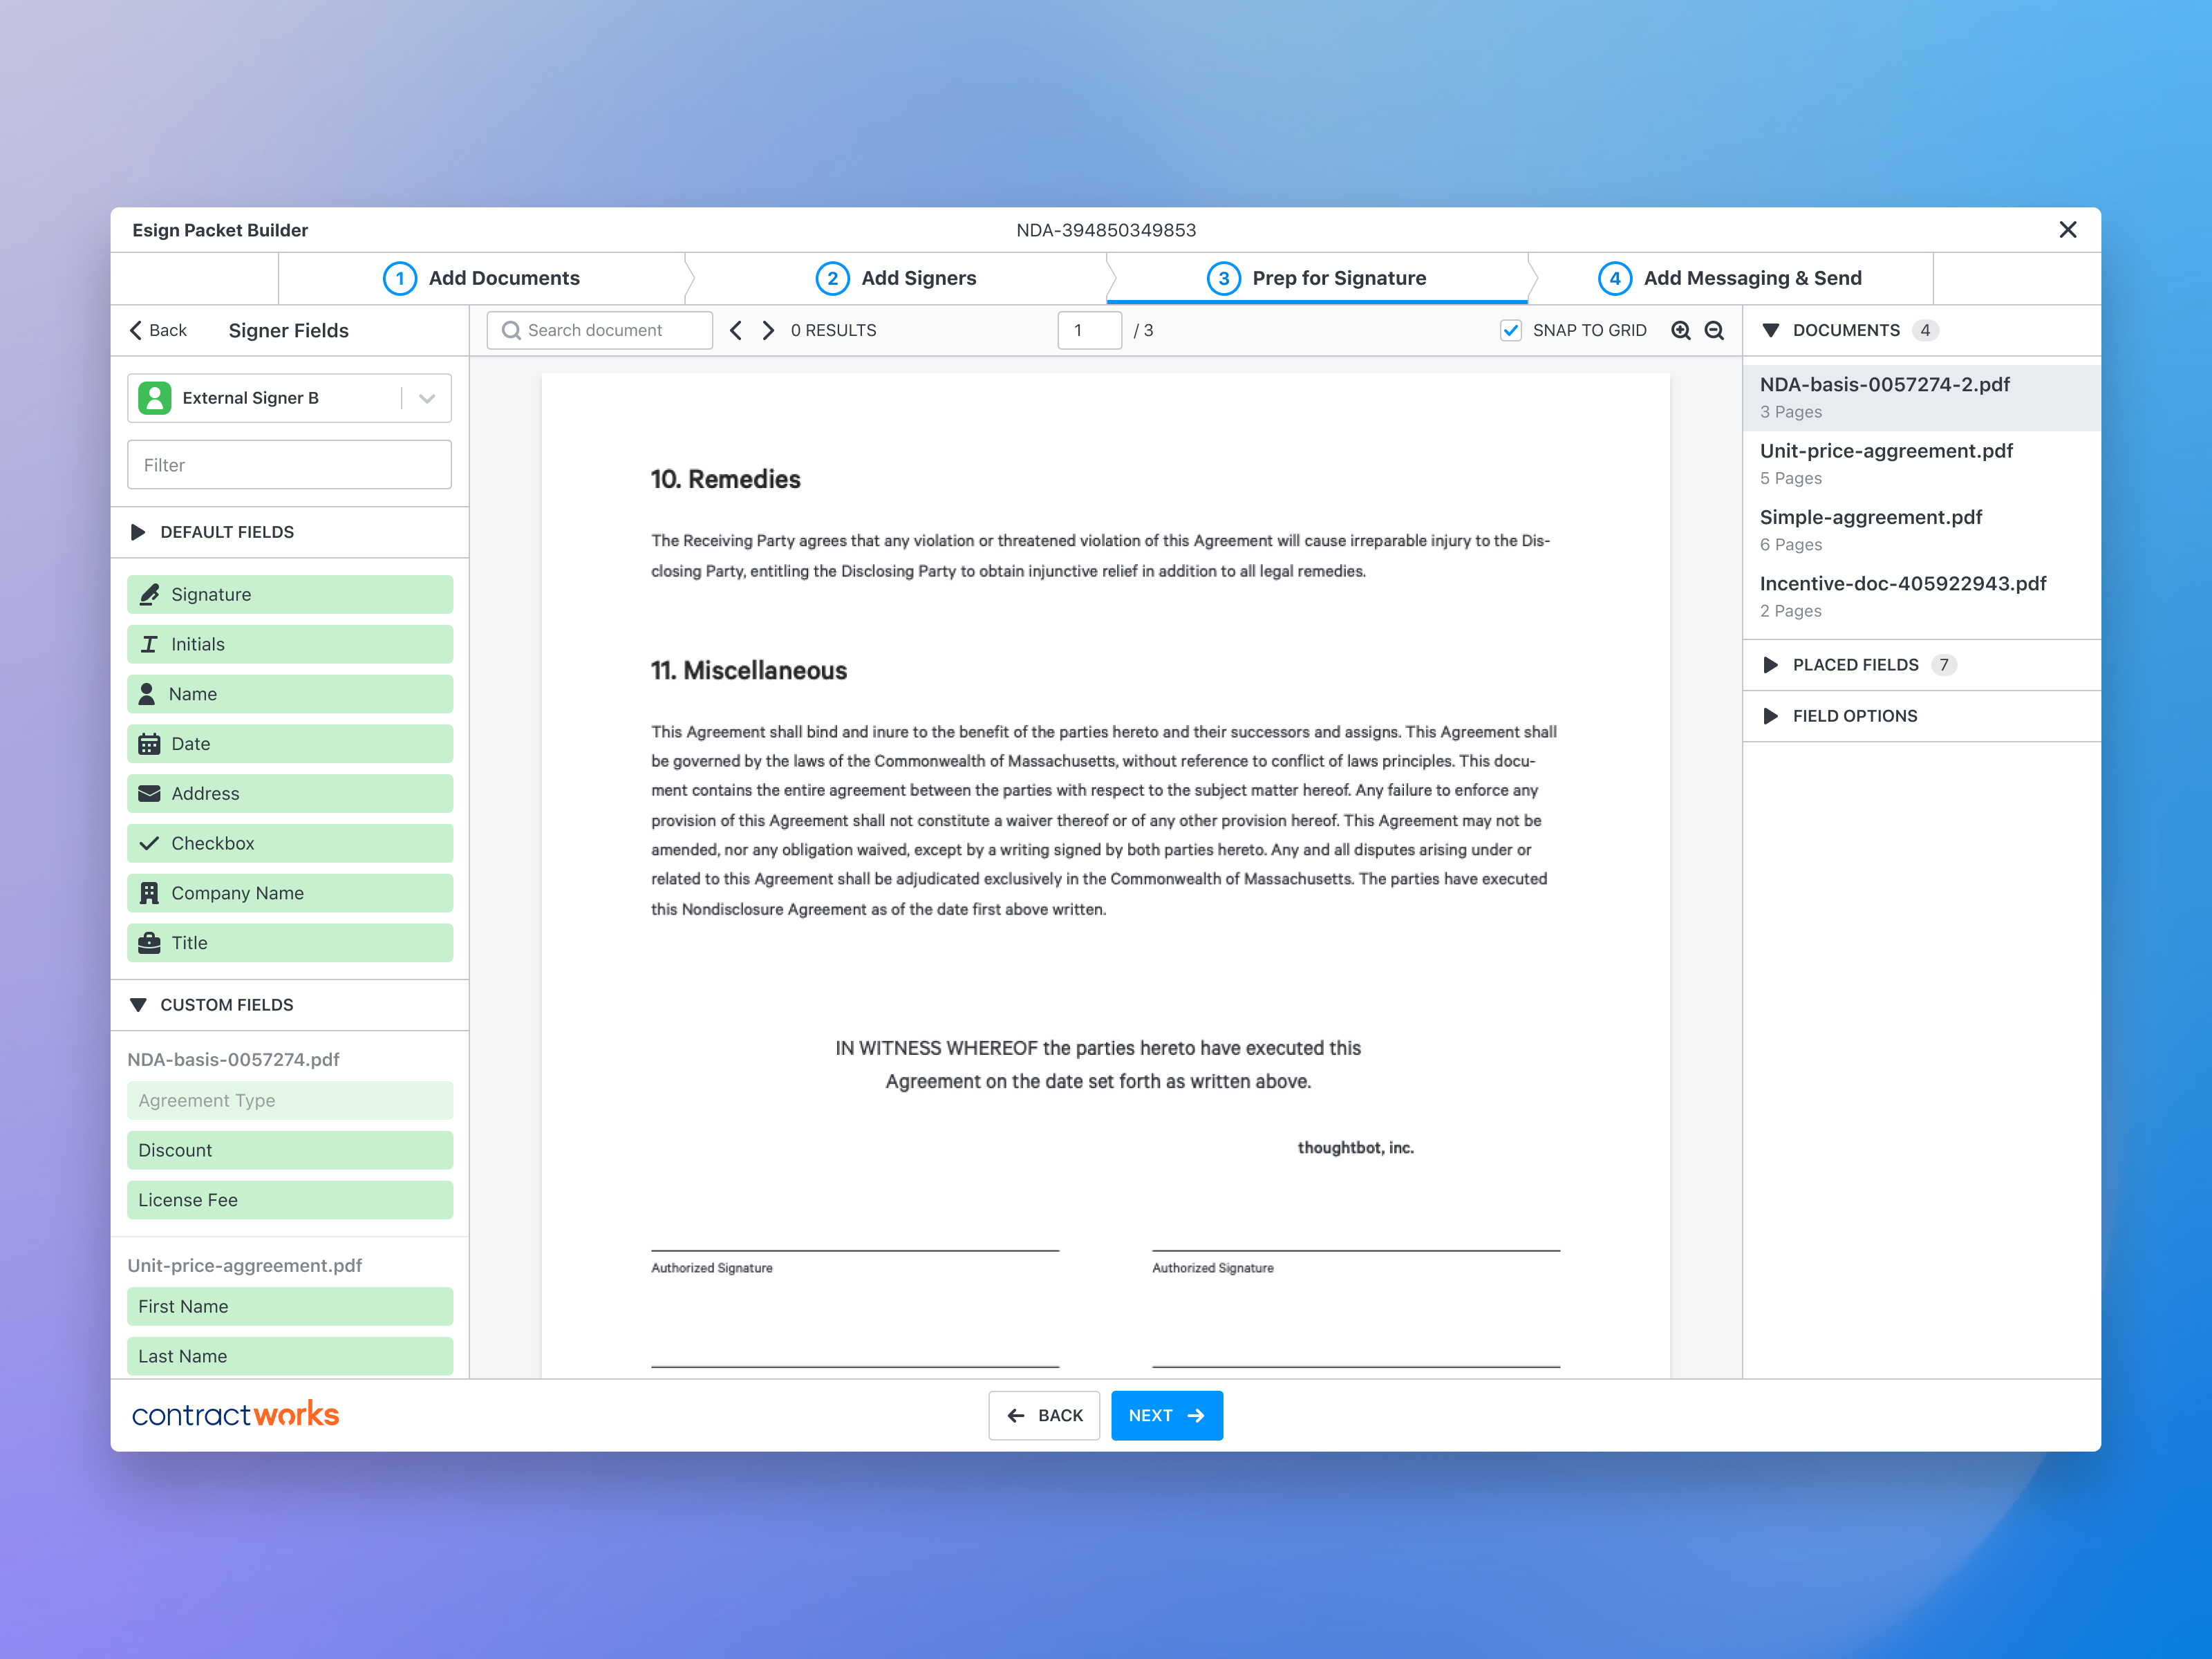 Esign Packet Builder
NDA-394850349853
1 Add Documents
2 Add Signers
3 Prep for Signature
4 Add Messaging & Send
Back
Signer Fields
External Signer B
Filter
DEFAULT FIELDS
Signature
Initials
Name
Date
Address
Checkbox
Company Name
Title
CUSTOM FIELDS
NDA-basis-0057274.pdf
Agreement Type
Discount
License Fee
Unit-price-aggreement.pdf
First Name
Last Name
Search document
0 RESULTS
1 / 3
SNAP TO GRID
10. Remedies
The Receiving Party agrees that any violation or threatened violation of this Agreement will cause irreparable injury to the Dis-
closing Party, entitling the Disclosing Party to obtain injunctive relief in addition to all legal remedies.
11. Miscellaneous
This Agreement shall bind and inure to the benefit of the parties hereto and their successors and assigns. This Agreement shall
be governed by the laws of the Commonwealth of Massachusetts, without reference to conflict of laws principles. This docu-
ment contains the entire agreement between the parties with respect to the subject matter hereof. Any failure to enforce any
provision of this Agreement shall not constitute a waiver thereof or of any other provision hereof. This Agreement may not be
amended, nor any obligation waived, except by a writing signed by both parties hereto. Any and all disputes arising under or
related to this Agreement shall be adjudicated exclusively in the Commonwealth of Massachusetts. The parties have executed
this Nondisclosure Agreement as of the date first above written.
IN WITNESS WHEREOF the parties hereto have executed this
Agreement on the date set forth as written above.
thoughtbot, inc.
Authorized Signature
Authorized Signature
DOCUMENTS 4
NDA-basis-0057274-2.pdf
3 Pages
Unit-price-aggreement.pdf
5 Pages
Simple-aggreement.pdf
6 Pages
Incentive-doc-405922943.pdf
2 Pages
PLACED FIELDS 7
FIELD OPTIONS
contractworks
BACK
NEXT